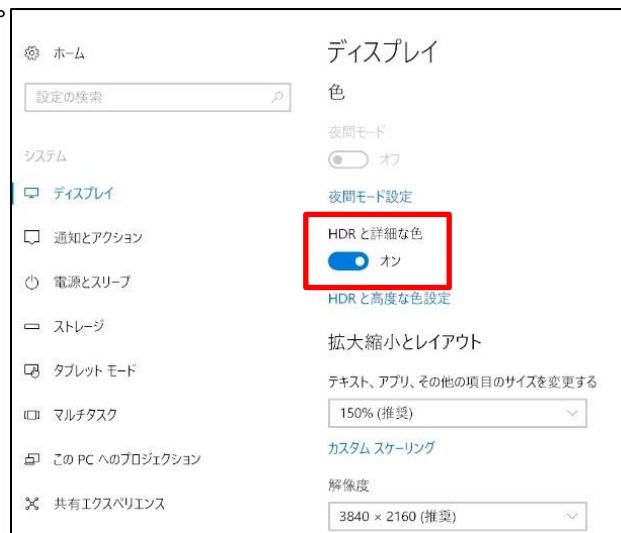 。
ホーム
設定の検索
システム
ディスプレイ
通知とアクション
電源とスリープ
ストレージ
タブレット モード
マルチタスク
この PC へのプロジェクション
共有エクスペリエンス
ディスプレイ
色
夜間モード
オフ
夜間モード設定
HDR と詳細な色
オン
HDR と高度な色設定
拡大縮小とレイアウト
テキスト、アプリ、その他の項目のサイズを変更する
150% (推奨)
カスタム スケーリング
解像度
3840 × 2160 (推奨)